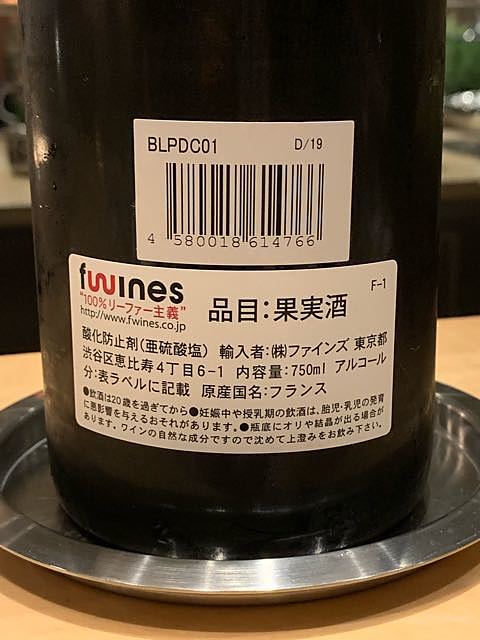 BLPDC01 D/19
4 580018 614766
fwines F-1
"100%リーファー主義"
http://www.fwines.co.jp
品目:果実酒
酸化防止剤(亜硫酸塩) 輸入者:㈱ファインズ 東京都
渋谷区恵比寿4丁目6-1 内容量:750ml アルコール
分:表ラベルに記載 原産国名:フランス
●飲酒は20歳を過ぎてから●妊娠中や授乳期の飲酒は、胎児・乳児の発育
に悪影響を与えるおそれがあります。●瓶底にオリや結晶が出る場合が
あります。ワインの自然な成分ですので沈めて上澄みをお飲み下さい。